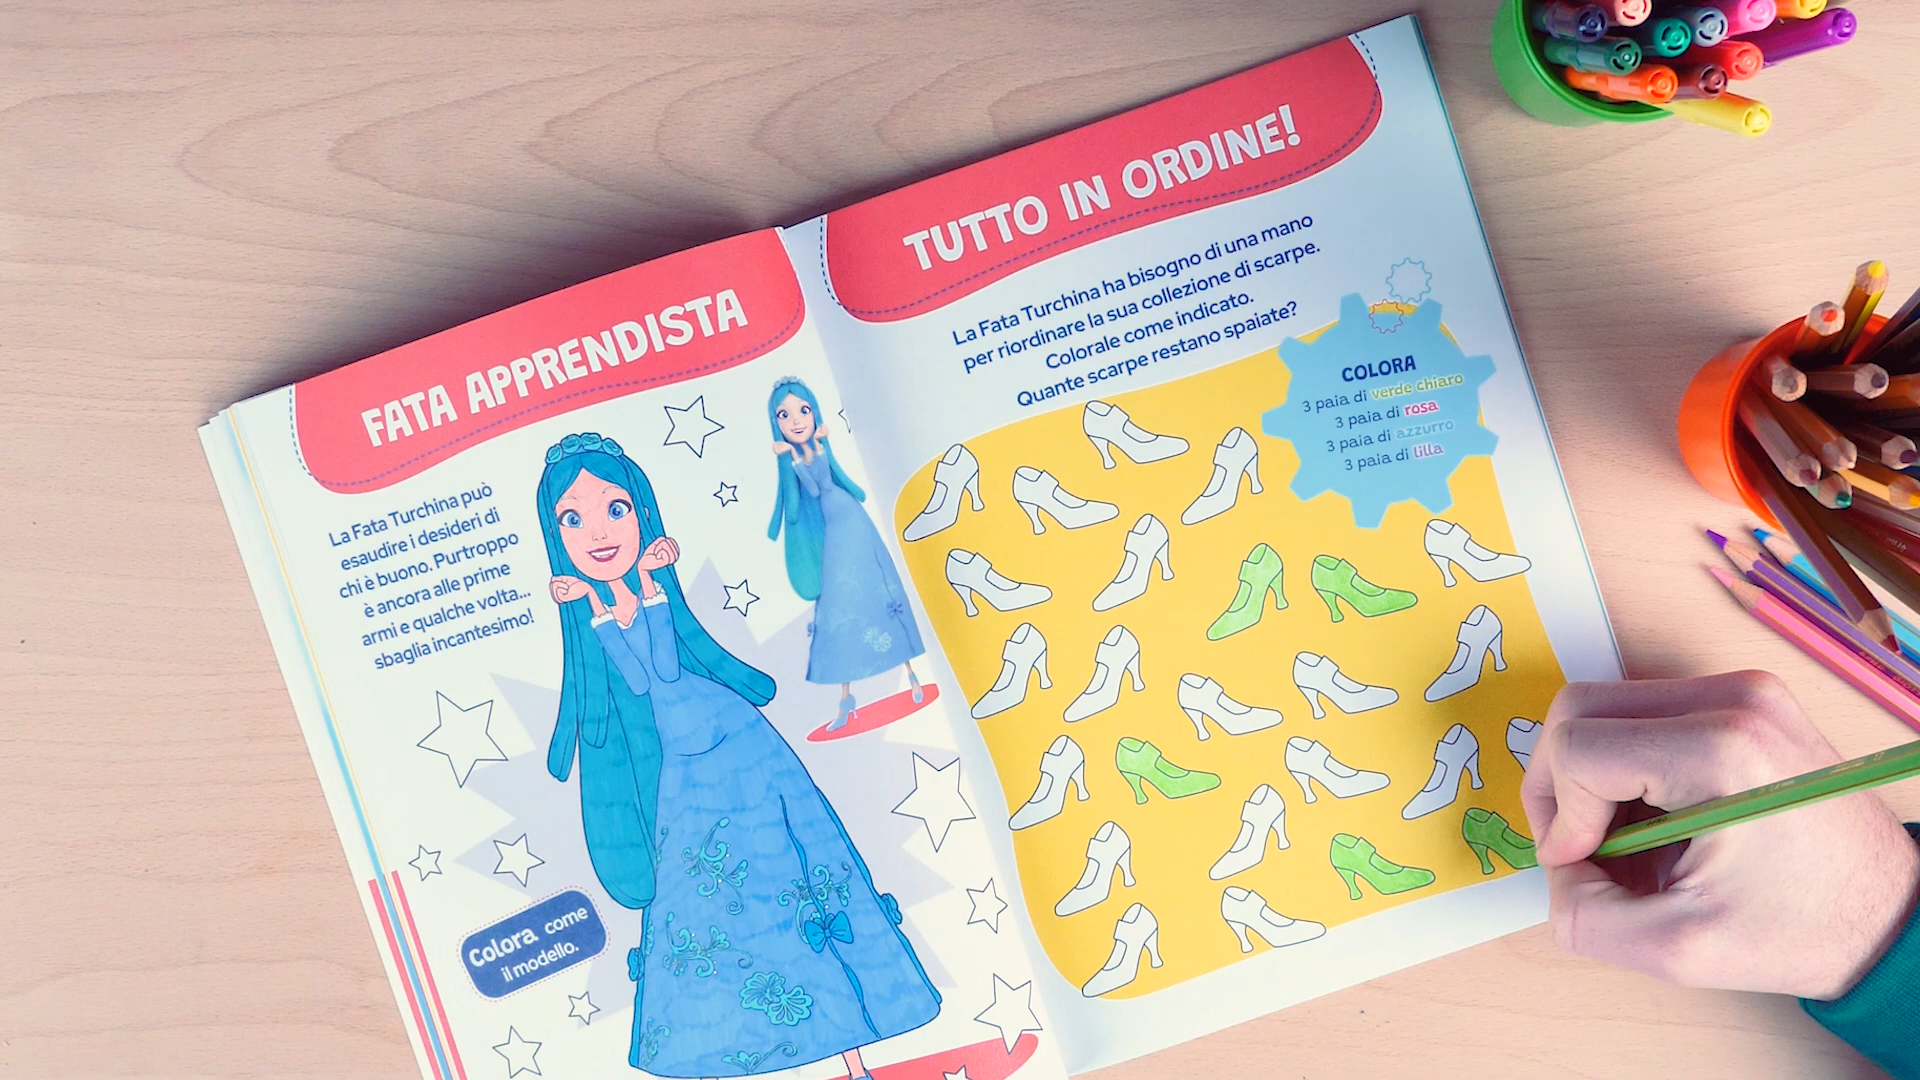 FATA APPRENDISTA
La Fata Turchina può
esaudire i desideri di
chi è buono. Purtroppo
è ancora alle prime
armi e qualche volta...
sbaglia incantesimo!
Colora come
il modello.
TUTTO IN ORDINE!
La Fata Turchina ha bisogno di una mano
per riordinare la sua collezione di scarpe.
Colorale come indicato.
Quante scarpe restano spaiate?
COLORA
3 paia di verde chiaro
3 paia di rosa
3 paia di azzurro
3 paia di lilla